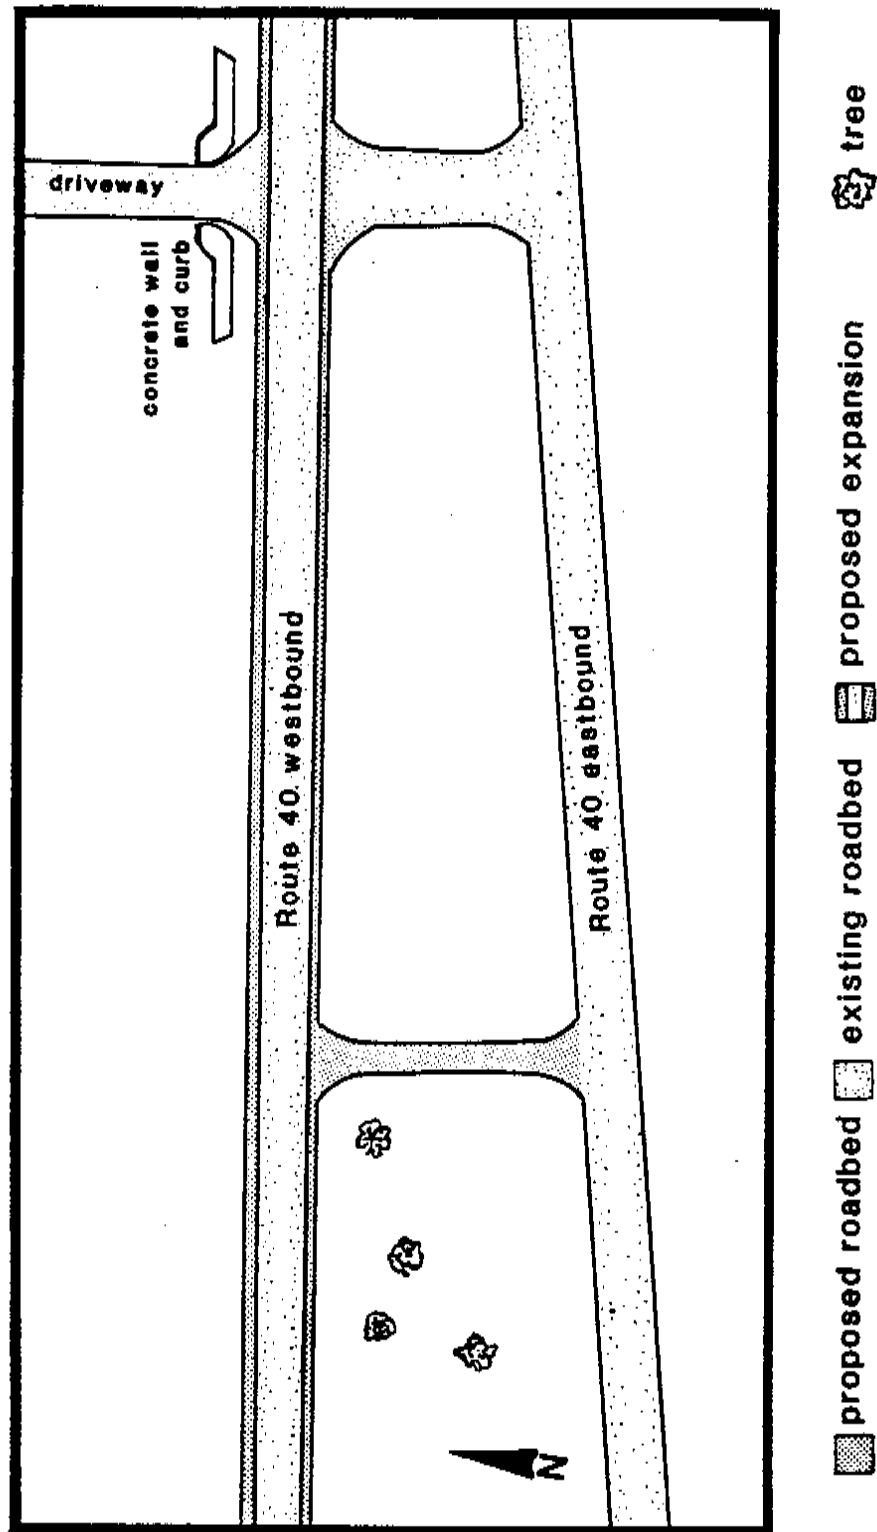 driveway
concrete wall
and curb
Route 40 westbound
Route 40 eastbound
N
proposed roadbed
existing roadbed
proposed expansion
tree